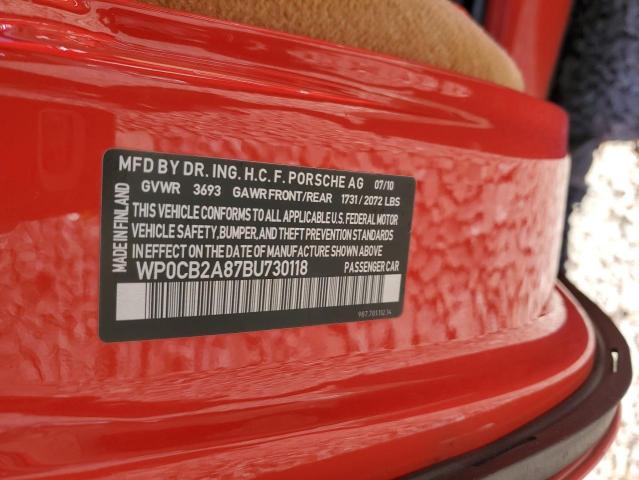 MFD BY DR. ING. H.C. F. PORSCHE AG 07/10
GVWR 3693 GAWR FRONT/REAR 1731/2072 LBS
THIS VEHICLE CONFORMS TO ALL APPLICABLE U.S. FEDERAL MOTOR
VEHICLE SAFETY, BUMPER, AND THEFT PREVENTION STANDARDS
IN EFFECT ON THE DATE OF MANUFACTURE SHOWN ABOVE.
WP0CB2A87BU730118 PASSENGER CAR
MADE IN FINLAND